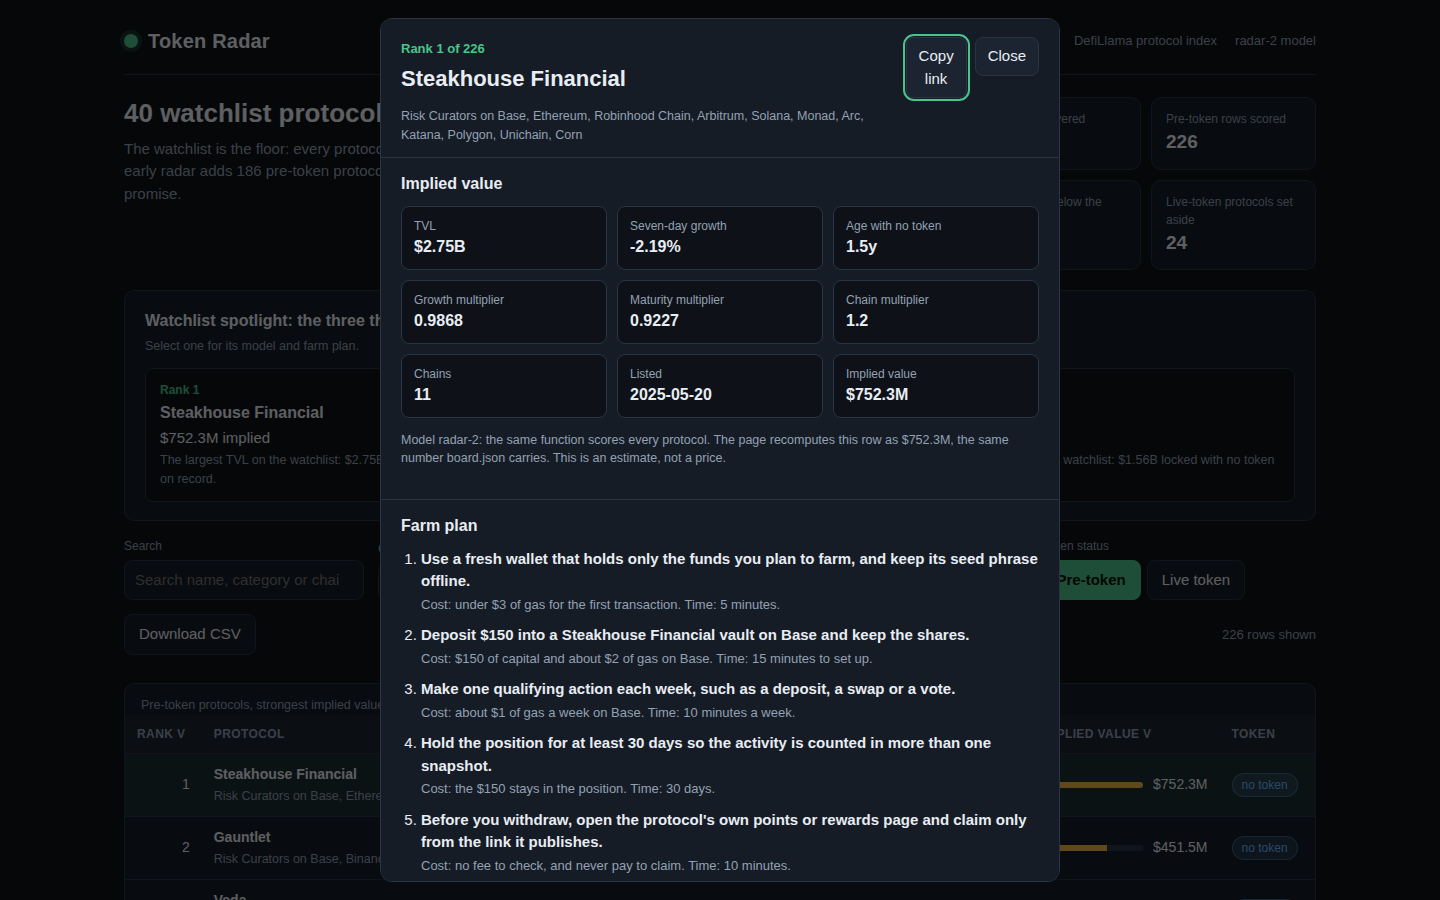 Token Radar
DefiLlama protocol index
radar-2 model
40 watchlist protocol
The watchlist is the floor: every protoco
early radar adds 186 pre-token protoco
promise.
Pre-token rows scored
226
elow the
Live-token protocols set
aside
24
Watchlist spotlight: the three th
Select one for its model and farm plan.
Rank 1
Steakhouse Financial
$752.3M implied
The largest TVL on the watchlist: $2.75B
on record.
watchlist: $1.56B locked with no token
Rank 1 of 226
Steakhouse Financial
Risk Curators on Base, Ethereum, Robinhood Chain, Arbitrum, Solana, Monad, Arc,
Katana, Polygon, Unichain, Corn
Copy
link
Close
Implied value
TVL
$2.75B
Seven-day growth
-2.19%
Age with no token
1.5y
Growth multiplier
0.9868
Maturity multiplier
0.9227
Chain multiplier
1.2
Chains
11
Listed
2025-05-20
Implied value
$752.3M
Model radar-2: the same function scores every protocol. The page recomputes this row as $752.3M, the same
number board.json carries. This is an estimate, not a price.
Farm plan
1. Use a fresh wallet that holds only the funds you plan to farm, and keep its seed phrase
offline.
Cost: under $3 of gas for the first transaction. Time: 5 minutes.
2. Deposit $150 into a Steakhouse Financial vault on Base and keep the shares.
Cost: $150 of capital and about $2 of gas on Base. Time: 15 minutes to set up.
3. Make one qualifying action each week, such as a deposit, a swap or a vote.
Cost: about $1 of gas a week on Base. Time: 10 minutes a week.
4. Hold the position for at least 30 days so the activity is counted in more than one
snapshot.
Cost: the $150 stays in the position. Time: 30 days.
5. Before you withdraw, open the protocol's own points or rewards page and claim only
from the link it publishes.
Cost: no fee to check, and never pay to claim. Time: 10 minutes.
Search
Search name, category or chai
en status
Pre-token
Live token
Download CSV
226 rows shown
Pre-token protocols, strongest implied value
RANK V
PROTOCOL
PLIED VALUE V
TOKEN
1
Steakhouse Financial
Risk Curators on Base, Ethere
$752.3M
no token
2
Gauntlet
Risk Curators on Base, Binanc
$451.5M
no token
Veda